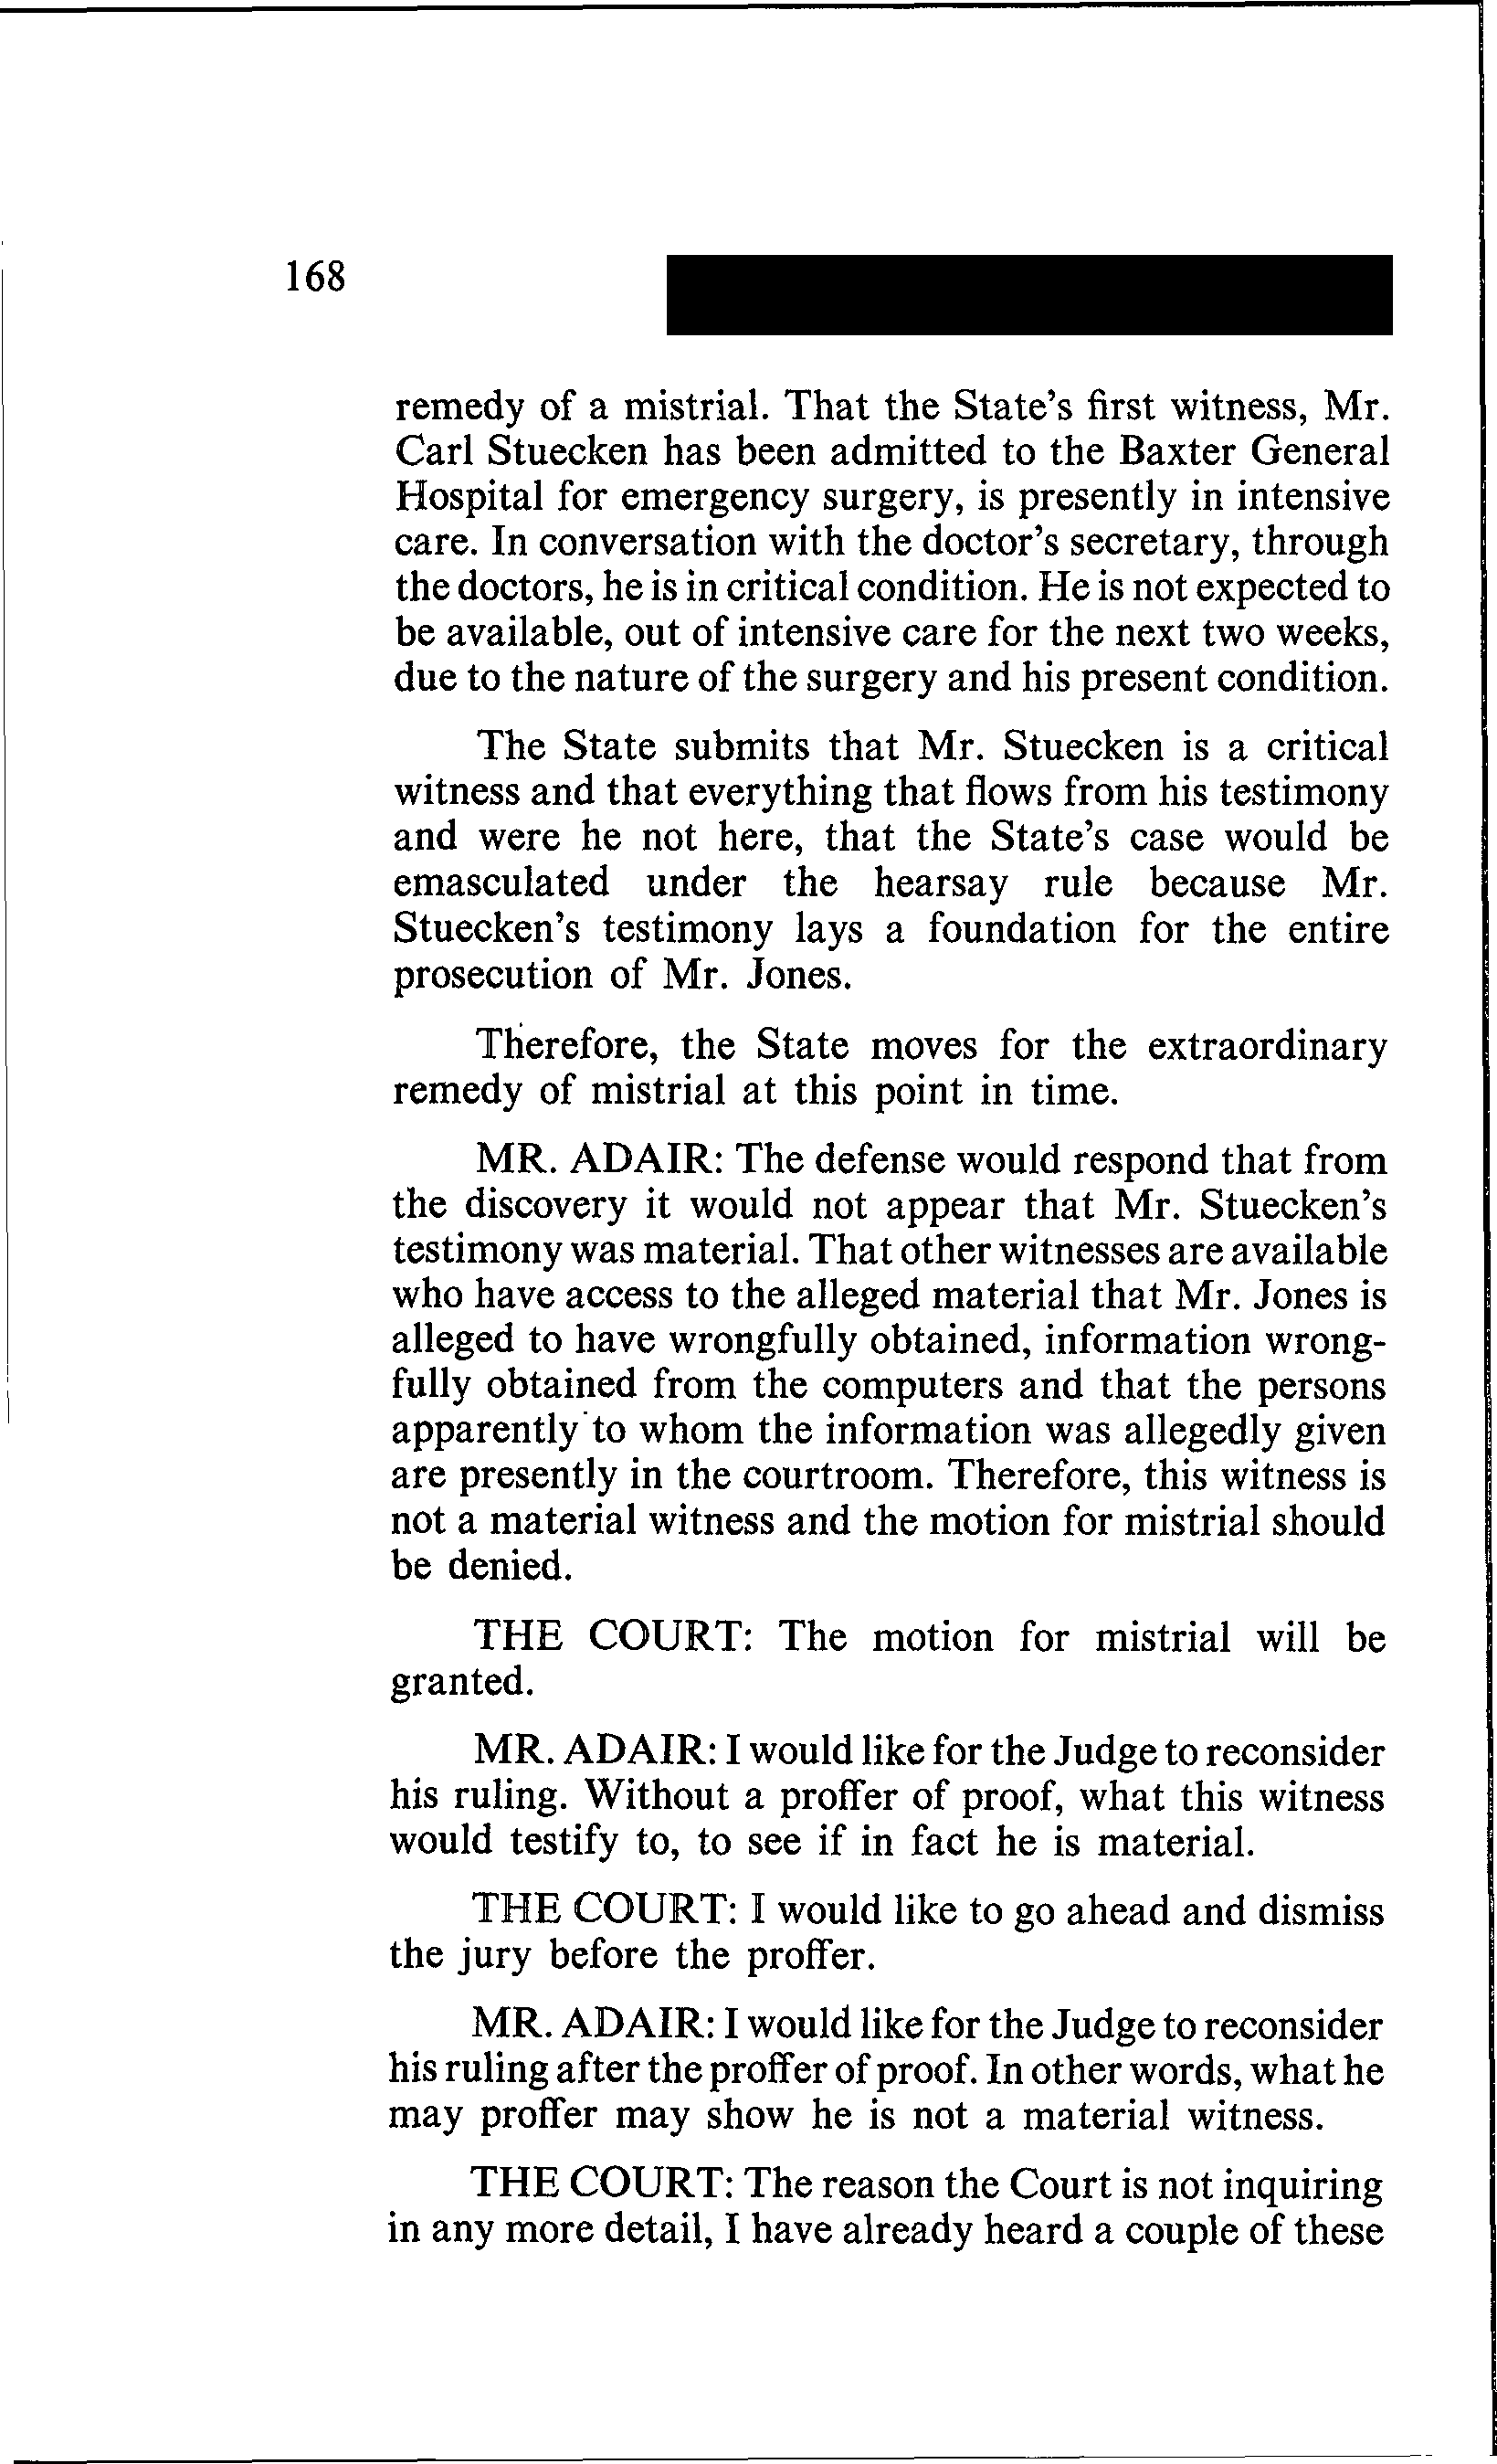 168
remedy of a mistrial. That the State's first witness, Mr.
Carl Stuecken has been admitted to the Baxter General
Hospital for emergency surgery, is presently in intensive
care. In conversation with the doctor's secretary, through
the doctors, he is in critical condition. He is not expected to
be available, out of intensive care for the next two weeks,
due to the nature of the surgery and his present condition.
The State submits that Mr. Stuecken is a critical
witness and that everything that flows from his testimony
and were he not here, that the State's case would be
emasculated under the hearsay rule because Mr.
Stuecken's testimony lays a foundation for the entire
prosecution of Mr. Jones.
Therefore, the State moves for the extraordinary
remedy of mistrial at this point in time.
MR. ADAIR: The defense would respond that from
the discovery it would not appear that Mr. Stuecken's
testimony was material. That other witnesses are available
who have access to the alleged material that Mr. Jones is
alleged to have wrongfully obtained, information wrong-
fully obtained from the computers and that the persons
apparently to whom the information was allegedly given
are presently in the courtroom. Therefore, this witness is
not a material witness and the motion for mistrial should
be denied.
THE COURT: The motion for mistrial will be
granted.
MR. ADAIR: I would like for the Judge to reconsider
his ruling. Without a proffer of proof, what this witness
would testify to, to see if in fact he is material.
THE COURT: I would like to go ahead and dismiss
the jury before the proffer.
MR. ADAIR: I would like for the Judge to reconsider
his ruling after the proffer of proof. In other words, what he
may proffer may show he is not a material witness.
THE COURT: The reason the Court is not inquiring
in any more detail, I have already heard a couple of these